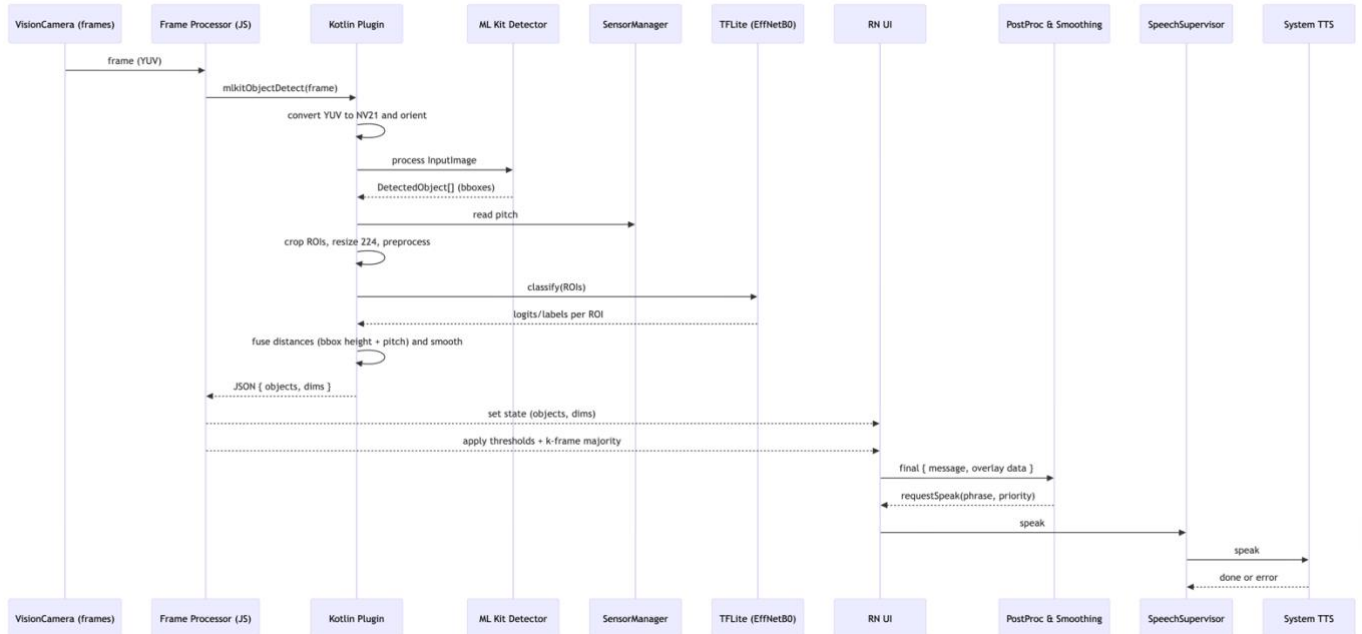 VisionCamera (frames) Frame Processor (JS) Kotlin Plugin ML Kit Detector SensorManager TFLite (EffNetB0) RN UI PostProc & Smoothing SpeechSupervisor System TTS
frame (YUV)
mlkitObjectDetect(frame)
convert YUV to NV21 and orient
process InputImage
DetectedObject[] (bboxes)
read pitch
crop ROIs, resize 224, preprocess
classify(ROIs)
logits/labels per ROI
fuse distances (bbox height + pitch) and smooth
JSON { objects, dims }
set state (objects, dims)
apply thresholds + k-frame majority
final { message, overlay data }
requestSpeak(phrase, priority)
speak
speak
done or error
VisionCamera (frames) Frame Processor (JS) Kotlin Plugin ML Kit Detector SensorManager TFLite (EffNetB0) RN UI PostProc & Smoothing SpeechSupervisor System TTS